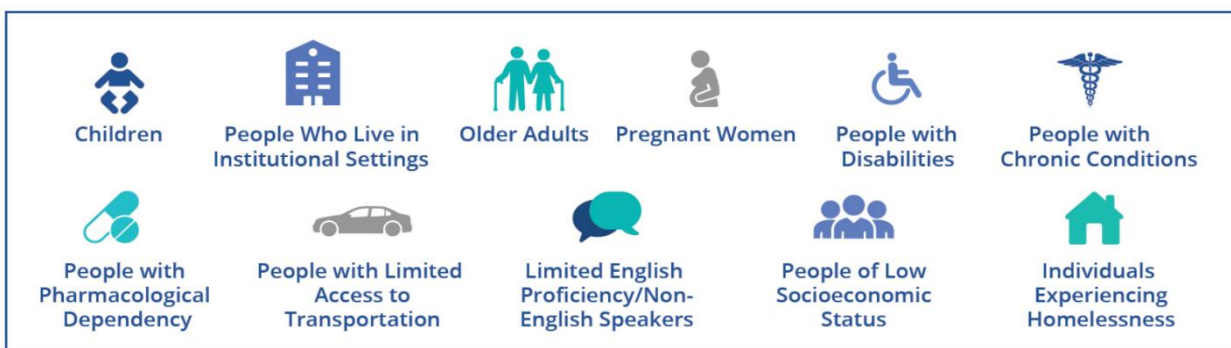 Children
People Who Live in
Institutional Settings
Older Adults
Pregnant Women
People with
Disabilities
People with
Chronic Conditions
People with
Pharmacological
Dependency
People with Limited
Access to
Transportation
Limited English
Proficiency/Non-
English Speakers
People of Low
Socioeconomic
Status
Individuals
Experiencing
Homelessness